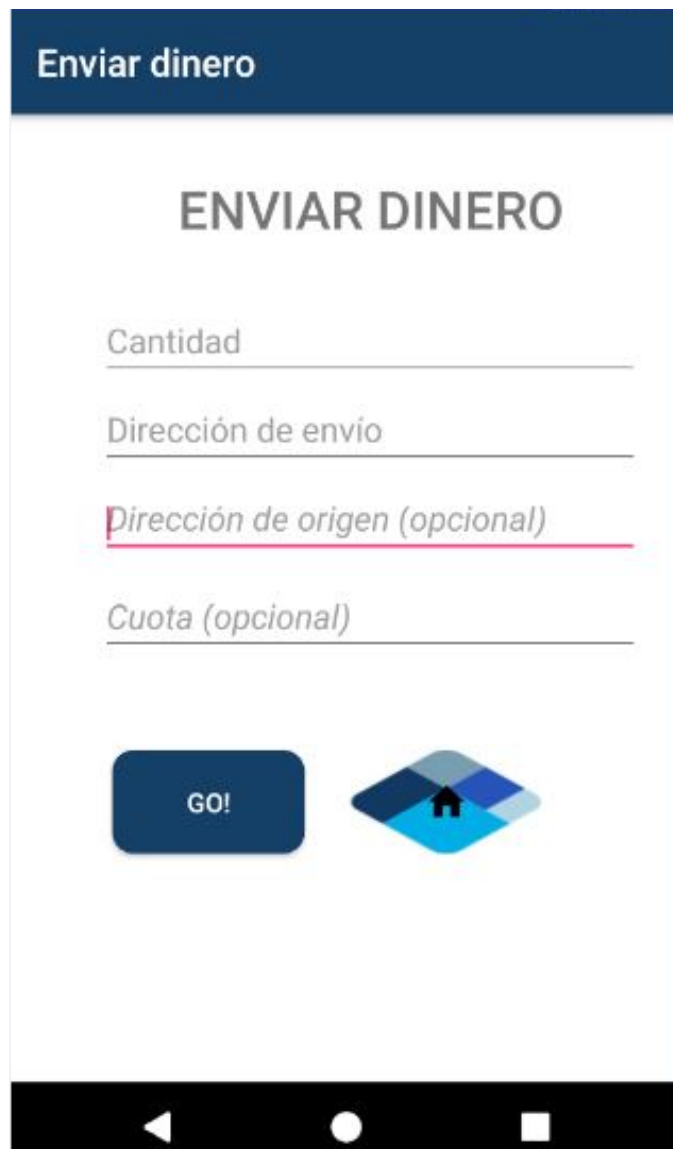 Enviar dinero
ENVIAR DINERO
Cantidad
Dirección de envío
Dirección de origen (opcional)
Cuota (opcional)
GO!